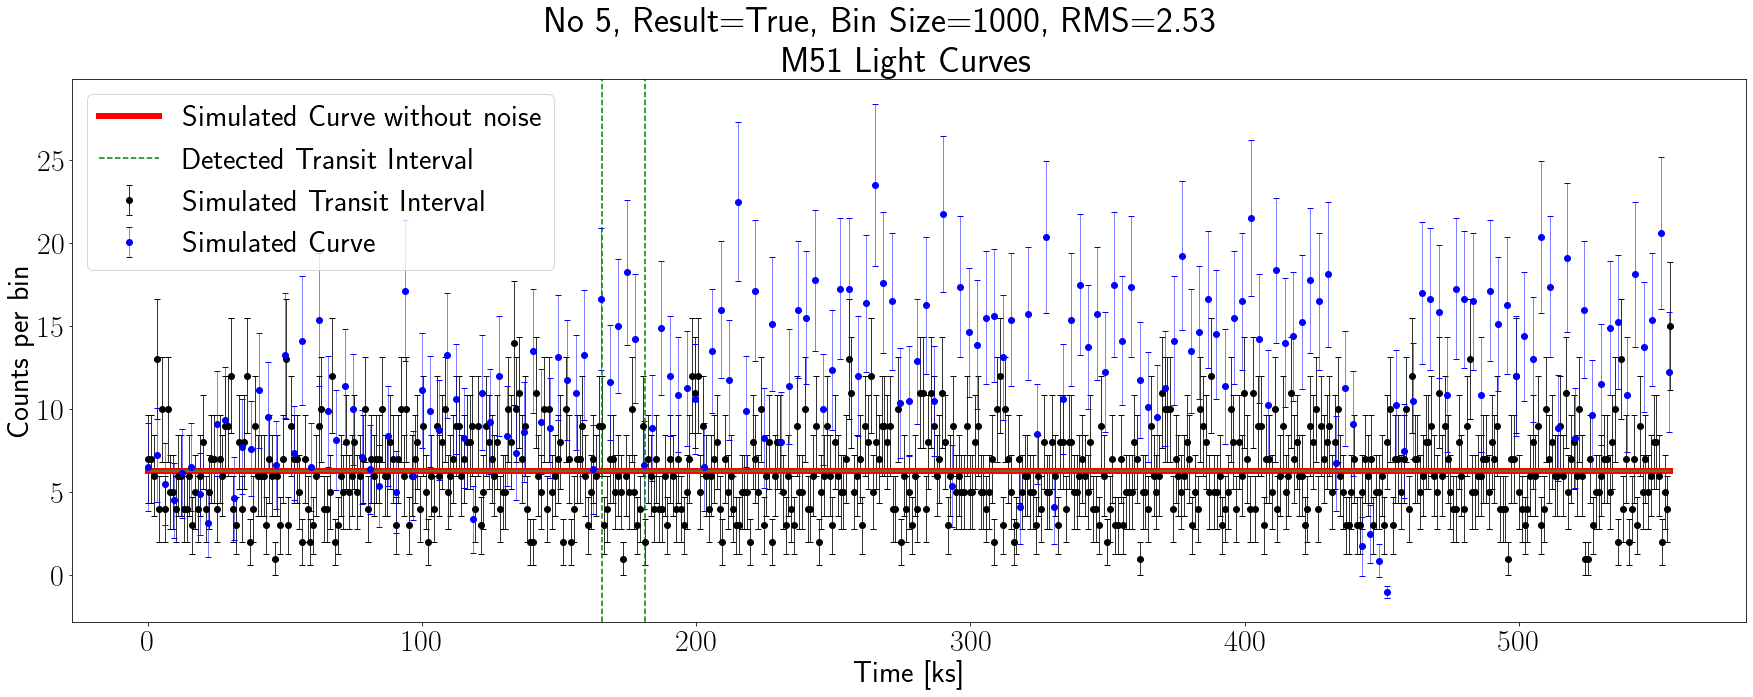 No 5, Result=True, Bin Size=1000, RMS=2.53
M51 Light Curves
Simulated Curve without noise
Detected Transit Interval
Simulated Transit Interval
Simulated Curve
Counts per bin
25
20
15
10
5
0
0 100 200 300 400 500
Time [ks]